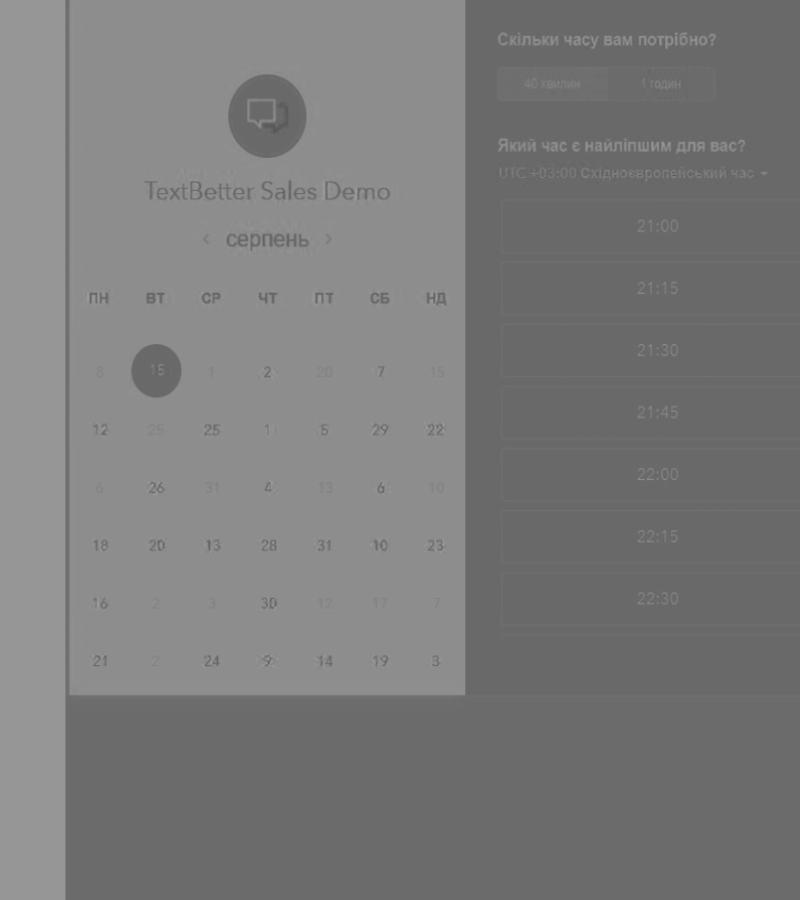 TextBetter Sales Demo
‹ серпень ›
ПН ВТ СР ЧТ ПТ СБ НД
8 15 1 2 20 7 15
12 25 25 1 5 29 22
6 26 31 4 13 6 10
18 20 13 28 31 10 23
16 2 3 30 12 17 7
21 2 24 9 14 19 3
Скільки часу вам потрібно?
40 хвилин 1 годин
Який час є найліпшим для вас?
UTC +03:00 Східноєвропейський час
21:00
21:15
21:30
21:45
22:00
22:15
22:30